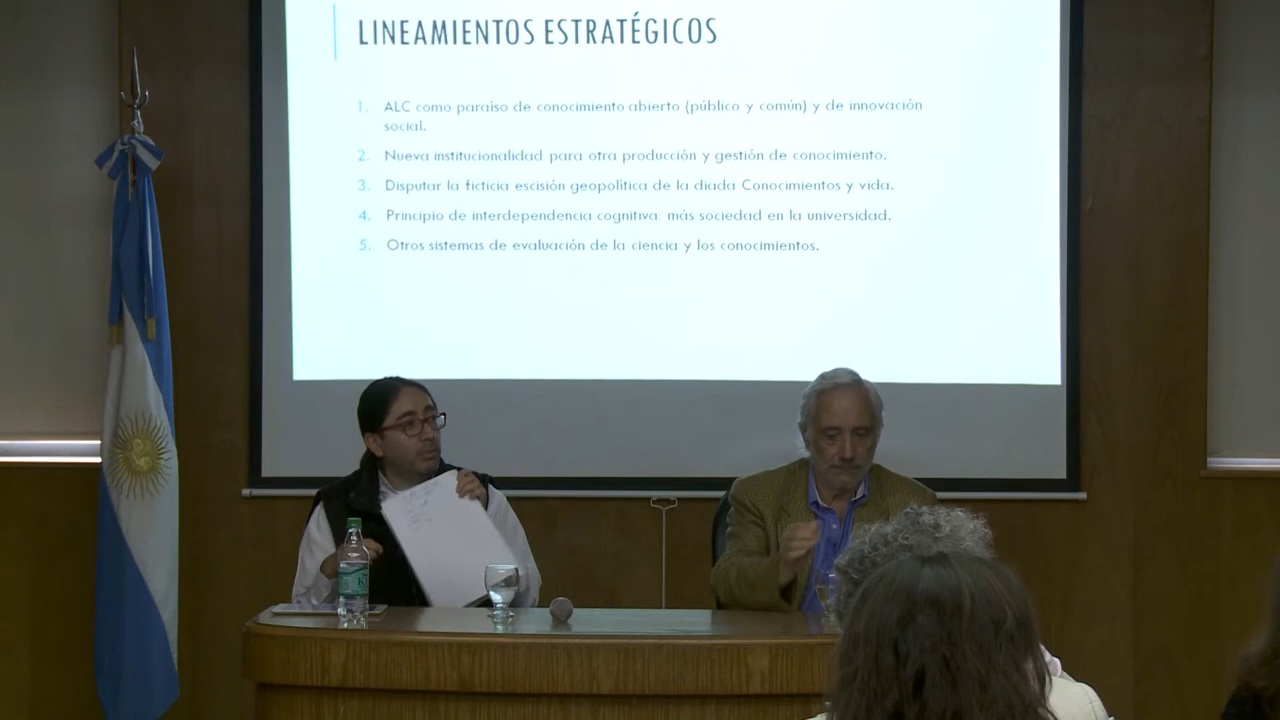 LINEAMIENTOS ESTRATÉGICOS
1. ALC como paraíso de conocimiento abierto (público y común) y de innovación
social.
2. Nueva institucionalidad para otra producción y gestión de conocimiento.
3. Disputar la ficticia escisión geopolítica de la diada Conocimientos y vida.
4. Principio de interdependencia cognitiva: más sociedad en la universidad.
5. Otros sistemas de evaluación de la ciencia y los conocimientos.